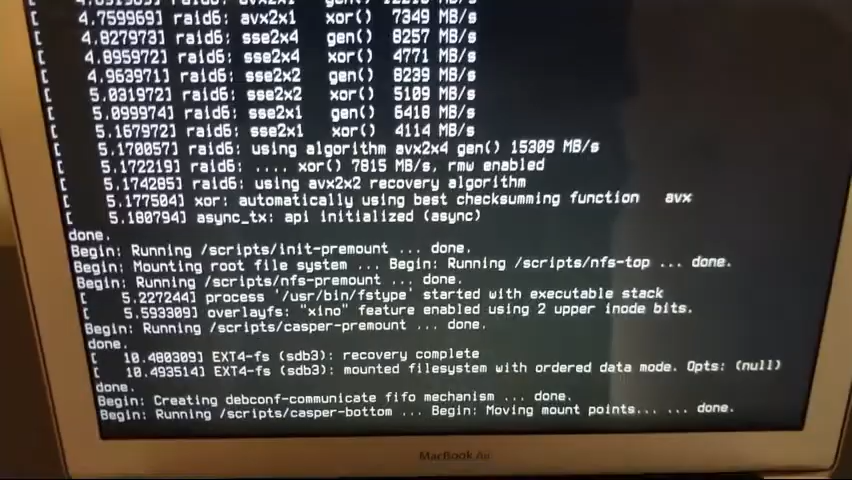 [ 4.759969] raid6: avx2x1 xor() 7349 MB/s
[ 4.827973] raid6: sse2x4 gen() 8257 MB/s
[ 4.895972] raid6: sse2x4 xor() 4771 MB/s
[ 4.963971] raid6: sse2x2 gen() 8239 MB/s
[ 5.031972] raid6: sse2x2 xor() 5109 MB/s
[ 5.099974] raid6: sse2x1 gen() 6418 MB/s
[ 5.167972] raid6: sse2x1 xor() 4114 MB/s
[ 5.170057] raid6: using algorithm avx2x4 gen() 15309 MB/s
[ 5.172219] raid6: .... xor() 7815 MB/s, rmw enabled
[ 5.174285] raid6: using avx2x2 recovery algorithm
[ 5.177504] xor: automatically using best checksumming function avx
[ 5.180794] async_tx: api initialized (async)
done.
Begin: Running /scripts/init-premount ... done.
Begin: Mounting root file system ... Begin: Running /scripts/nfs-top ... done.
Begin: Running /scripts/nfs-premount ... done.
[ 5.227244] process '/usr/bin/fstype' started with executable stack
[ 5.593309] overlayfs: "xino" feature enabled using 2 upper inode bits.
Begin: Running /scripts/casper-premount ... done.
done.
[ 10.480309] EXT4-fs (sdb3): recovery complete
[ 10.493514] EXT4-fs (sdb3): mounted filesystem with ordered data mode. Opts: (null)
done.
Begin: Creating debconf-communicate fifo mechanism ... done.
Begin: Running /scripts/casper-bottom ... Begin: Moving mount points... ... done.
MacBook Air